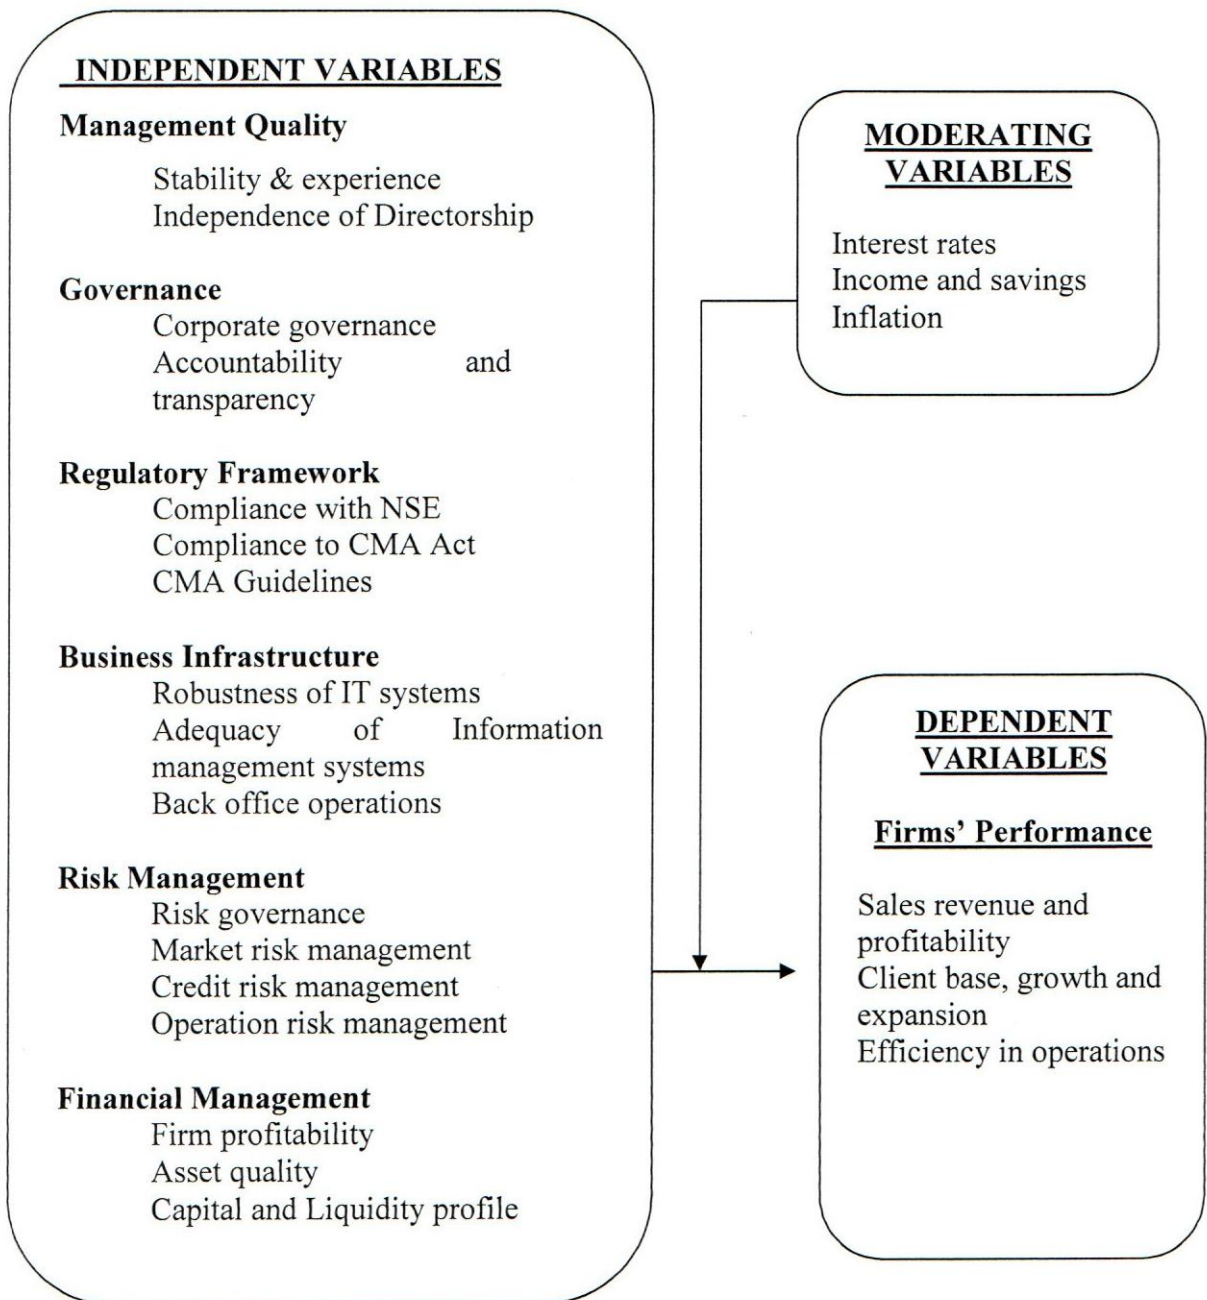 INDEPENDENT VARIABLES
Management Quality
Stability & experience
Independence of Directorship
Governance
Corporate governance
Accountability and
transparency
Regulatory Framework
Compliance with NSE
Compliance to CMA Act
CMA Guidelines
Business Infrastructure
Robustness of IT systems
Adequacy of Information
management systems
Back office operations
Risk Management
Risk governance
Market risk management
Credit risk management
Operation risk management
Financial Management
Firm profitability
Asset quality
Capital and Liquidity profile
MODERATING
VARIABLES
Interest rates
Income and savings
Inflation
DEPENDENT
VARIABLES
Firms' Performance
Sales revenue and
profitability
Client base, growth and
expansion
Efficiency in operations